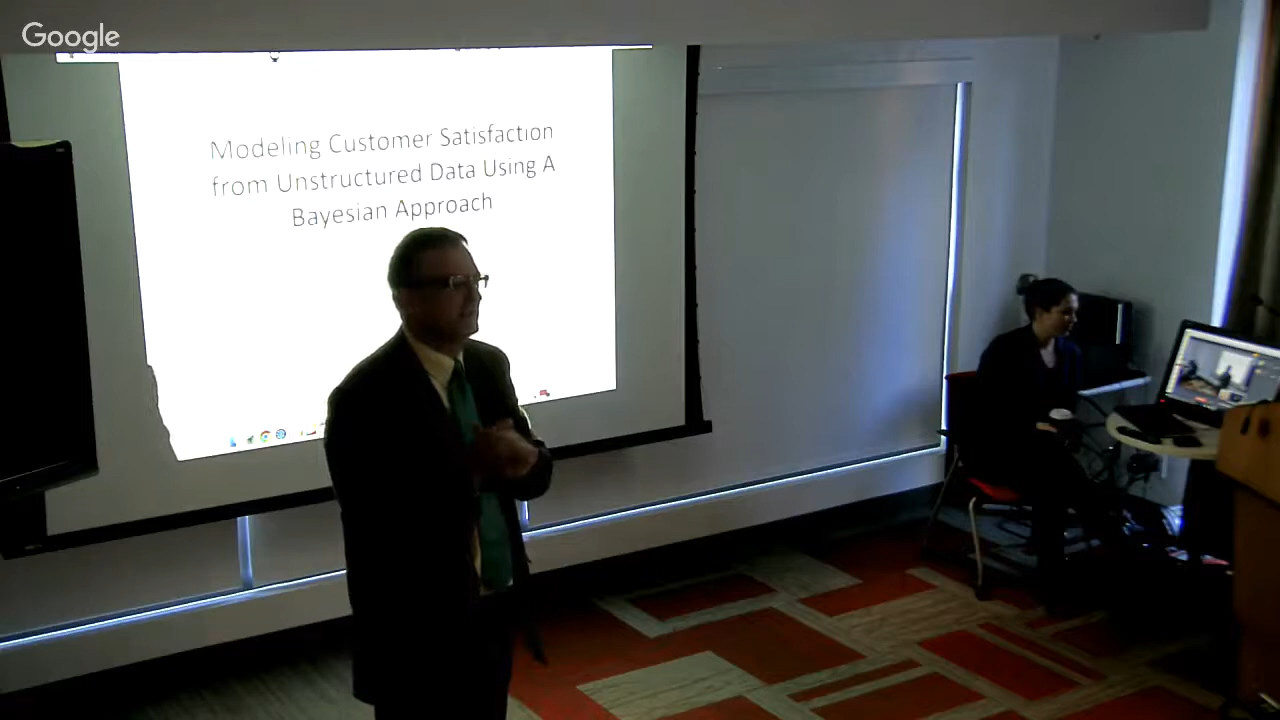 Google
Modeling Customer Satisfaction
from Unstructured Data Using A
Bayesian Approach